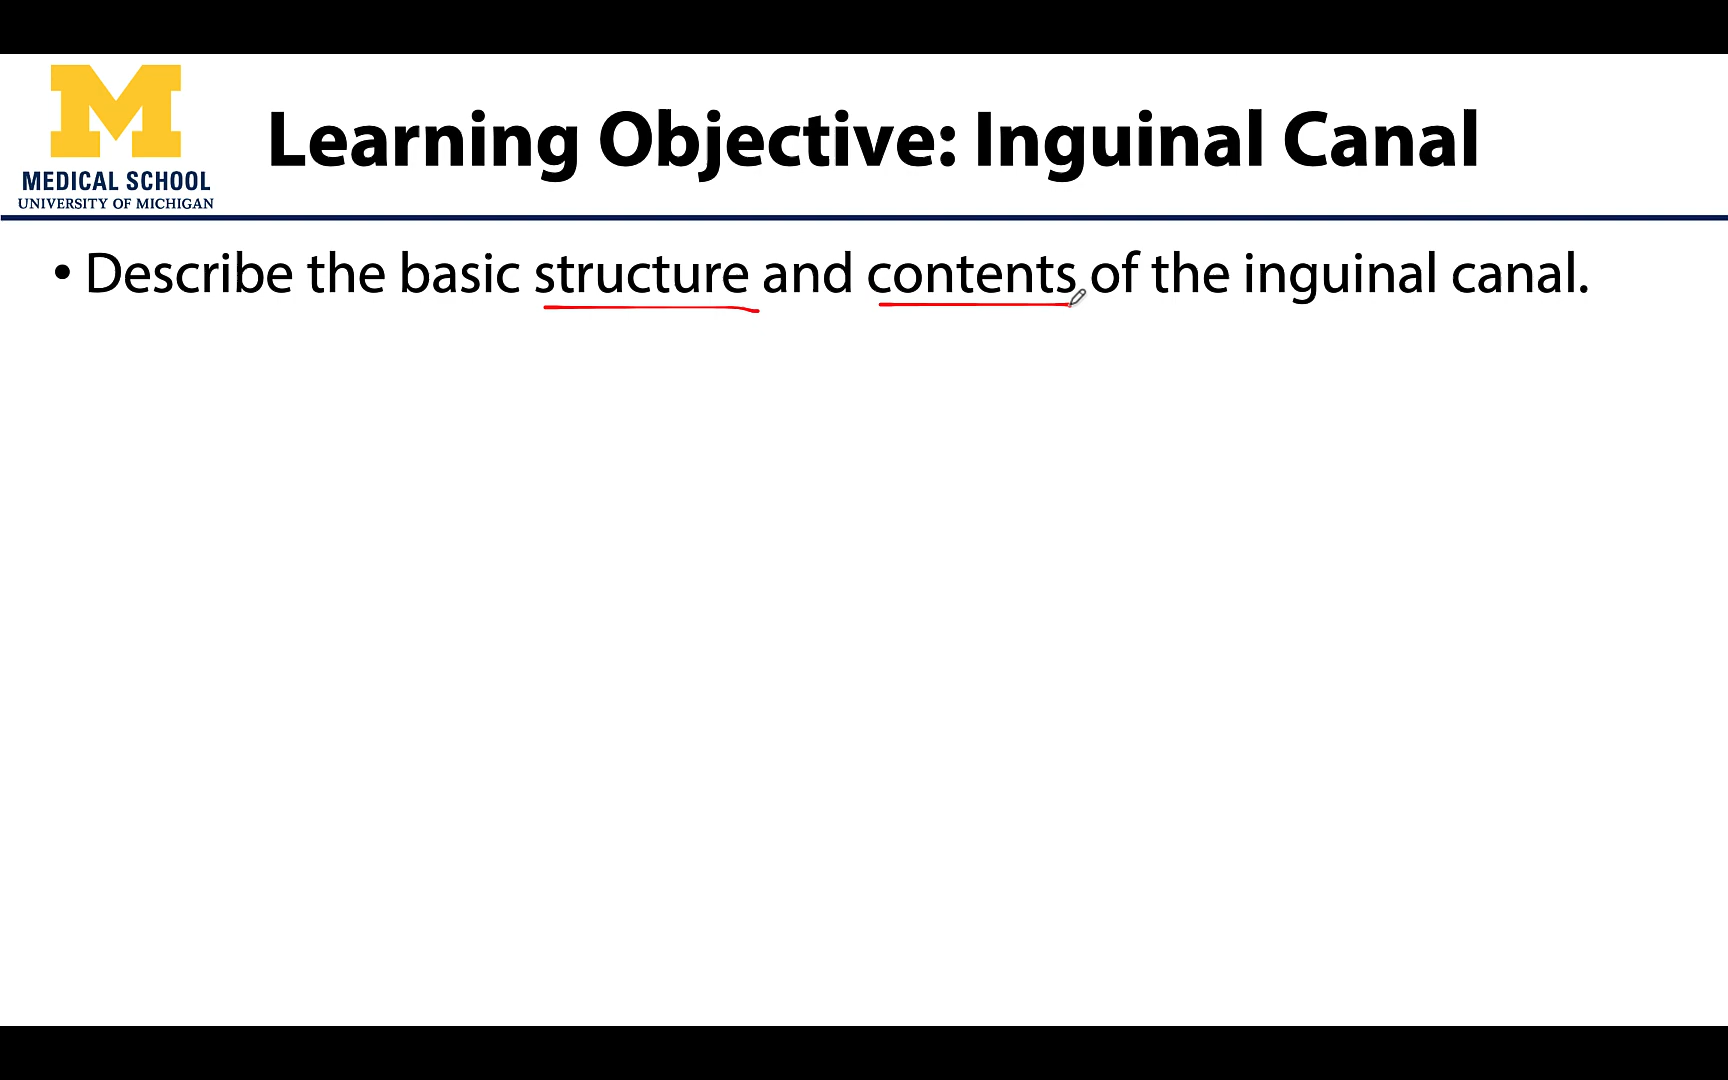 M
MEDICAL SCHOOL
UNIVERSITY OF MICHIGAN
Learning Objective: Inguinal Canal
• Describe the basic structure and contents of the inguinal canal.